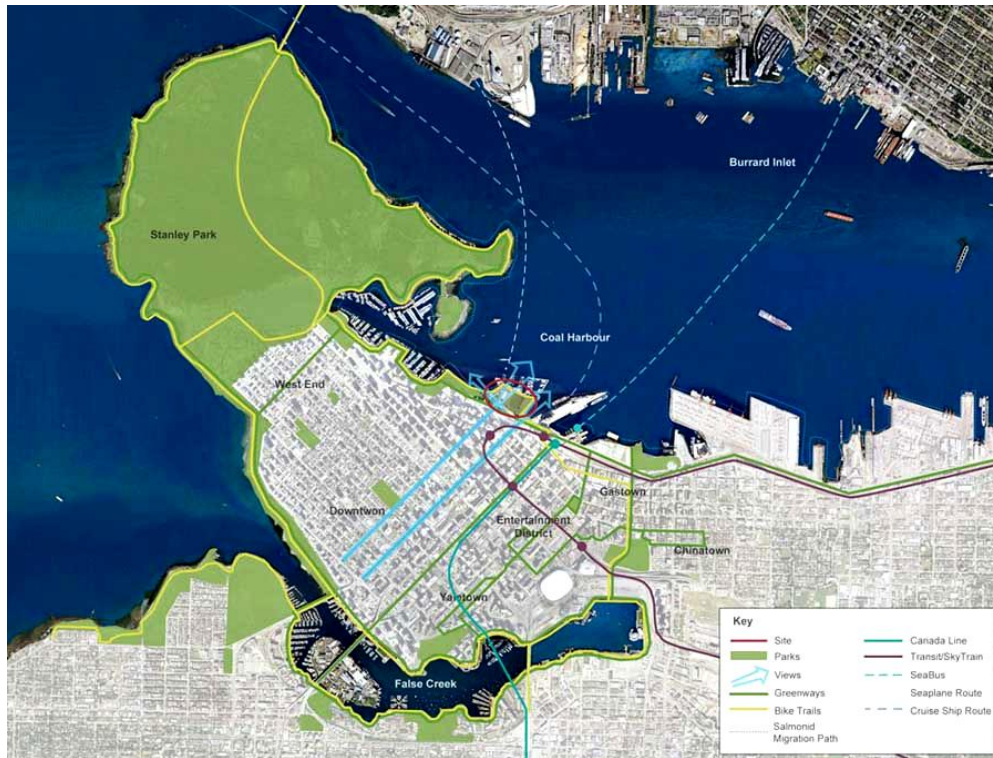 Burrard Inlet
Stanley Park
Coal Harbour
West End
Downtwon
Gastown
Entertainment
District
Chinatown
Yaletown
False Creek
Key
Site
Parks
Views
Greenways
Bike Trails
Salmonid
Migration Path
Canada Line
Transit/SkyTrain
SeaBus
Seaplane Route
Cruise Ship Route